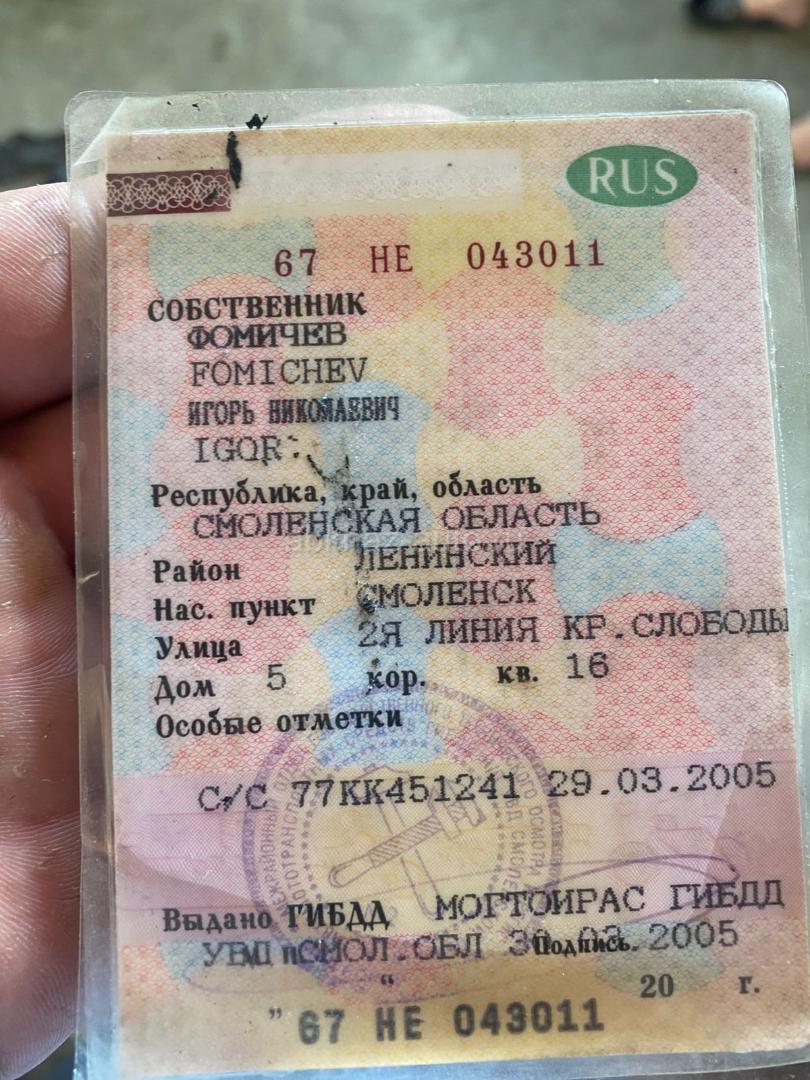 RUS
67 НЕ 043011
СОБСТВЕННИК
ФОМИЧЕВ
FOMICHEV
ИГОРЬ НИКОЛАЕВИЧ
IGOR
Республика, край, область
СМОЛЕНСКАЯ ОБЛАСТЬ
Район ЛЕНИНСКИЙ
Нас. пункт СМОЛЕНСК
Улица 2Я ЛИНИЯ КР.СЛОБОДЫ
Дом 5 кор. кв. 16
Особые отметки
С/С 77КК451241 29.03.2005
Выдано ГИБДД МОГТОИРАС ГИБДД
УВД СМОЛ.ОБЛ Подпись. 2005
" 20 г.
" 67 НЕ 043011